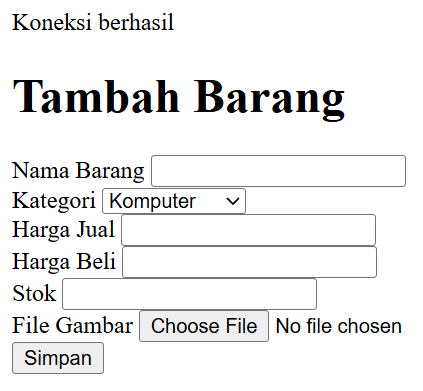 Koneksi berhasil
Tambah Barang
Nama Barang
Kategori Komputer
Harga Jual
Harga Beli
Stok
File Gambar Choose File No file chosen
Simpan